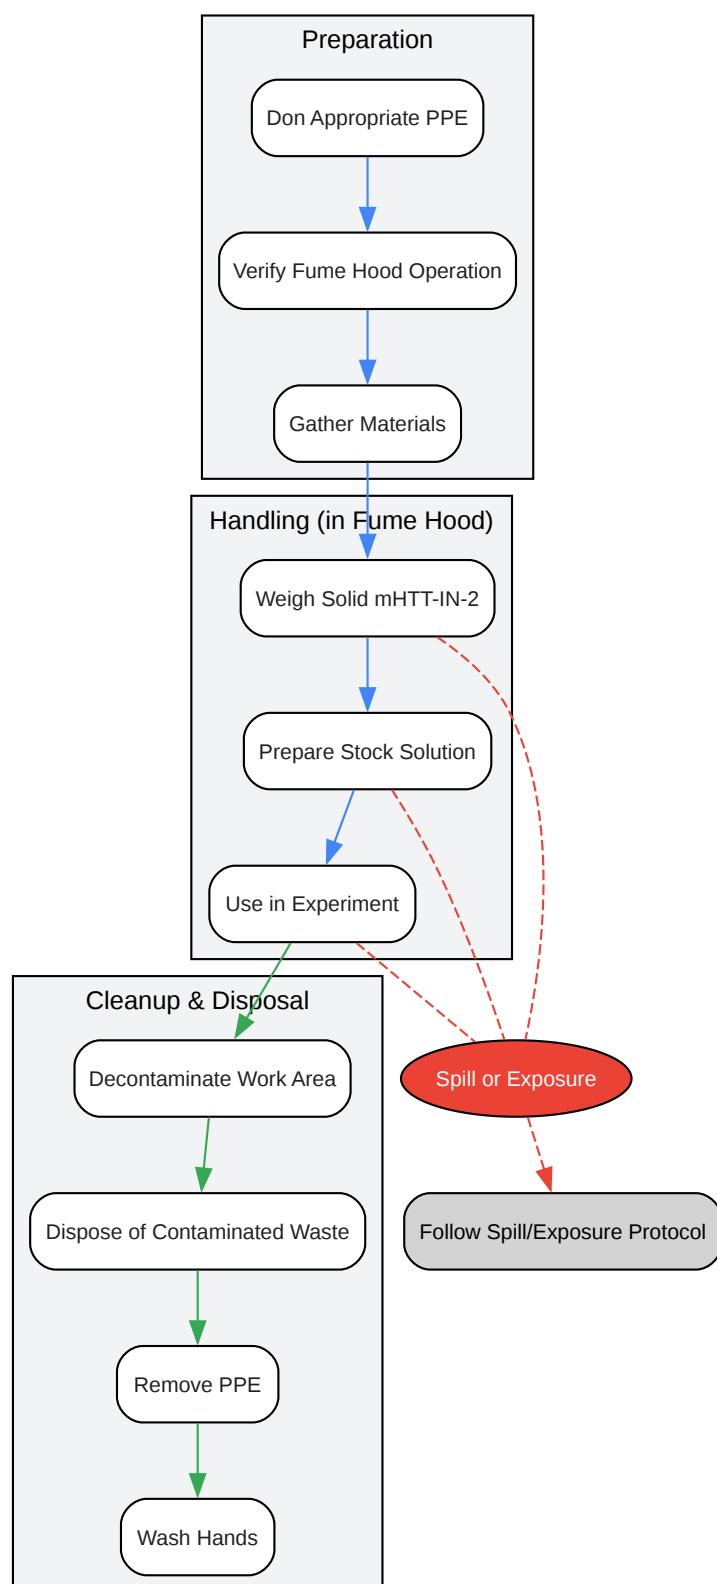 Preparation
Don Appropriate PPE
Verify Fume Hood Operation
Gather Materials
Handling (in Fume Hood)
Weigh Solid mHTT-IN-2
Prepare Stock Solution
Use in Experiment
Cleanup & Disposal
Decontaminate Work Area
Spill or Exposure
Dispose of Contaminated Waste
Follow Spill/Exposure Protocol
Remove PPE
Wash Hands